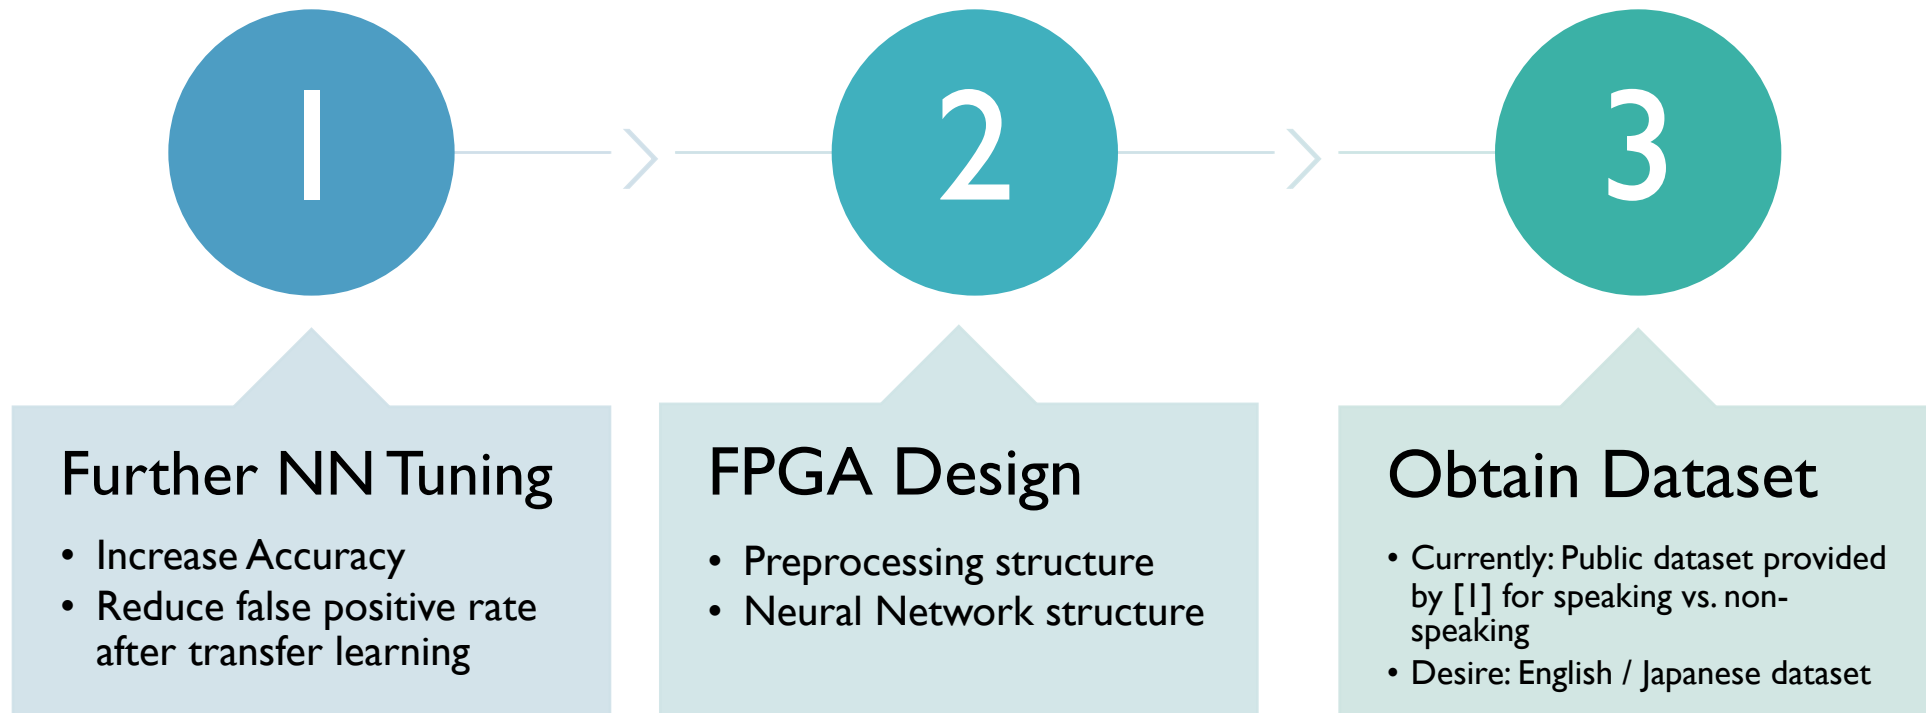 1
2
3
Further NN Tuning
• Increase Accuracy
• Reduce false positive rate
after transfer learning
FPGA Design
• Preprocessing structure
• Neural Network structure
Obtain Dataset
• Currently: Public dataset provided
by [1] for speaking vs. non-
speaking
• Desire: English / Japanese dataset